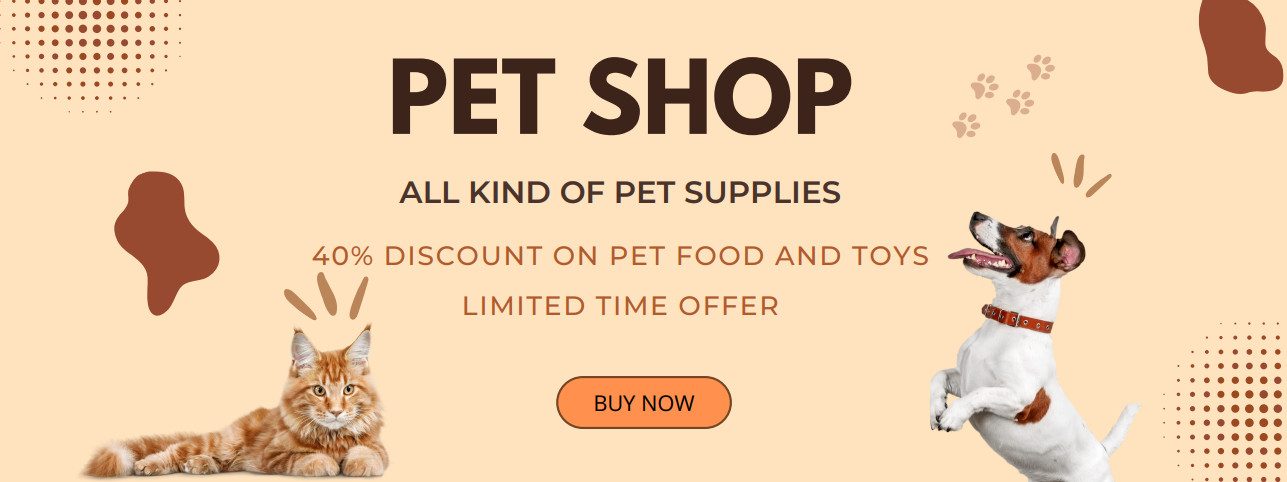 PET SHOP
ALL KIND OF PET SUPPLIES
40% DISCOUNT ON PET FOOD AND TOYS
LIMITED TIME OFFER
BUY NOW